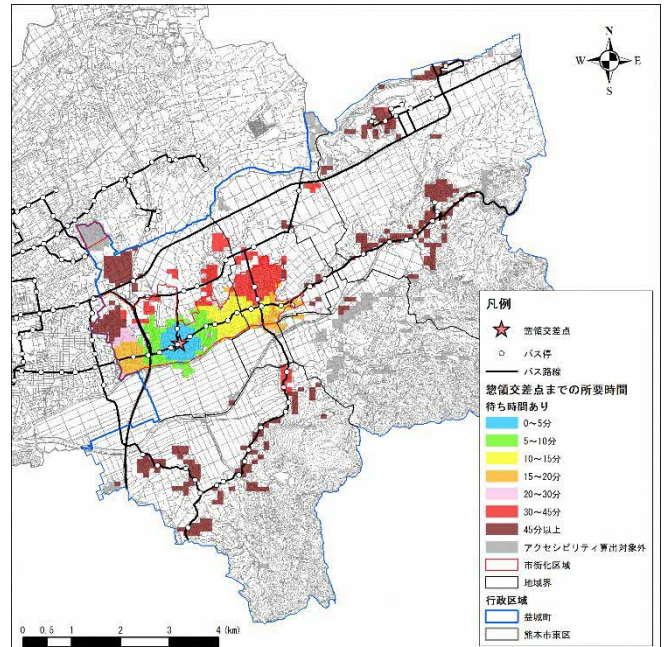 N
W E
S
凡例
惣領交差点
バス停
バス路線
惣領交差点までの所要時間
待ち時間あり
0～5分
5～10分
10～15分
15～20分
20～30分
30～45分
45分以上
アクセシビリティ算出対象外
市街化区域
地域界
行政区域
益城町
熊本市東区
0 0.5 1 2 3 4 (km)